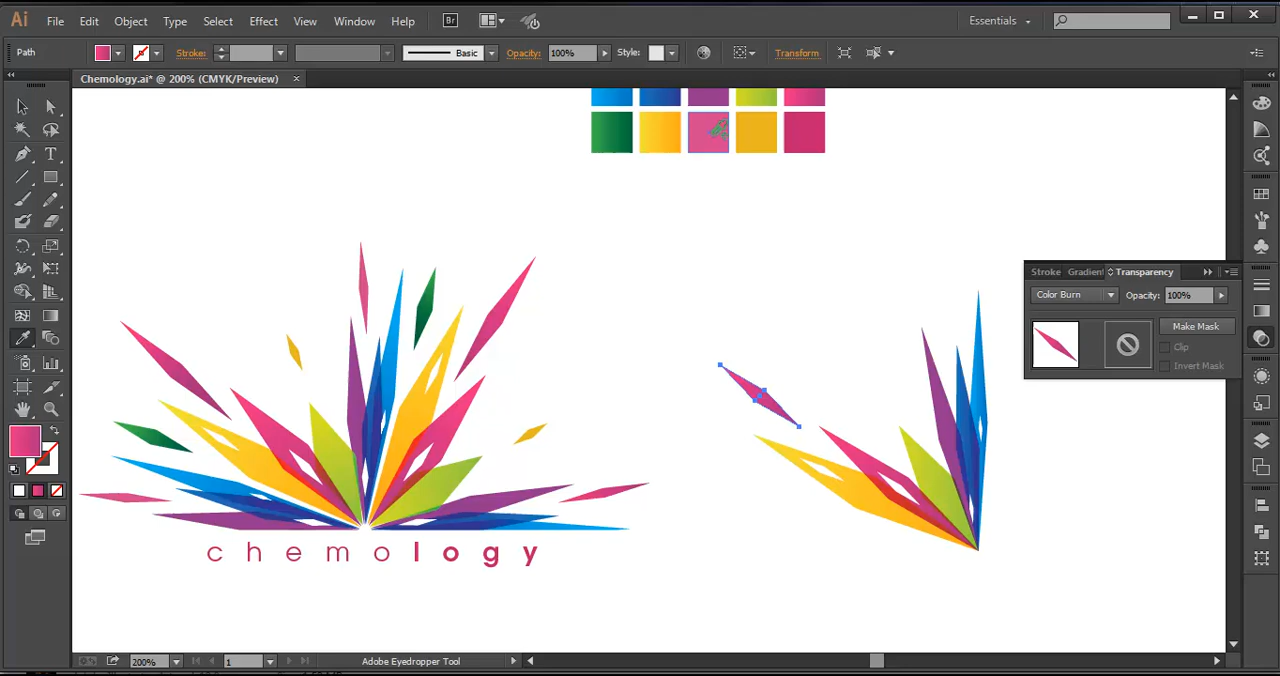 Ai File Edit Object Type Select Effect View Window Help Br Essentials
Path Stroke: Basic Opacity: 100% Style: Transform
Chemology.ai* @ 200% (CMYK/Preview) ×
Stroke Gradient Transparency
Color Burn Opacity: 100%
Make Mask
Clip
Invert Mask
chemology
200% 1 Adobe Eyedropper Tool